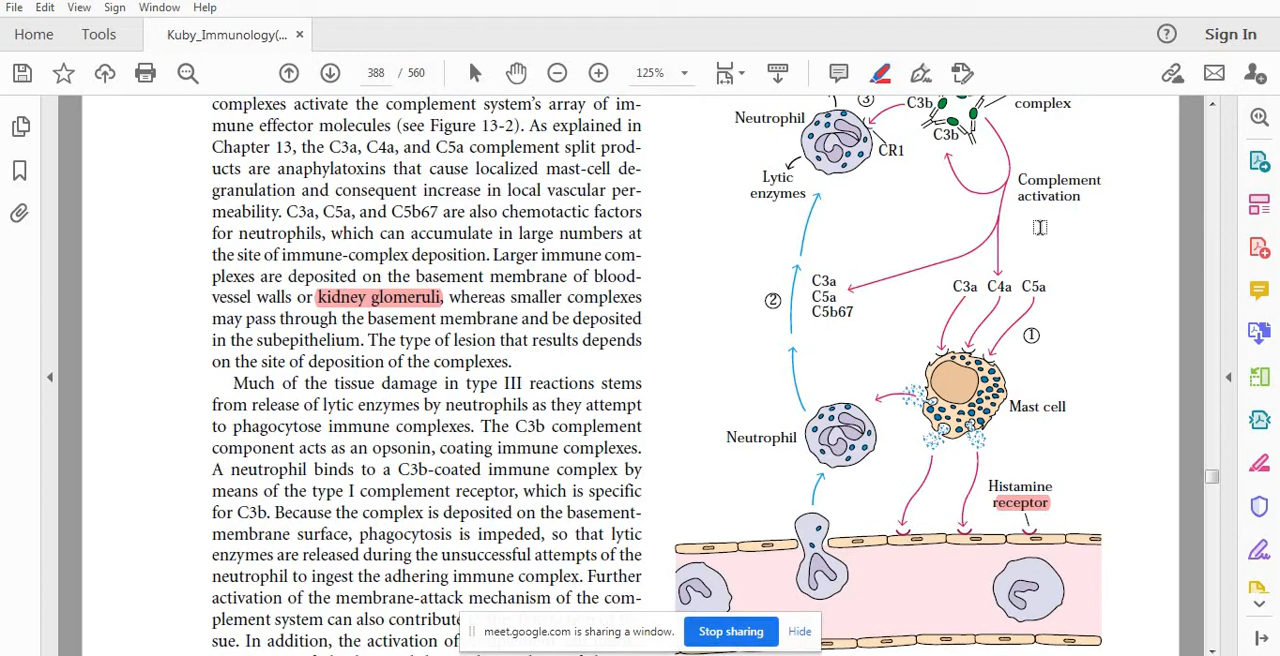 File Edit View Sign Window Help
Home Tools Kuby_Immunology(... × ? Sign In
388 / 560 125%
complexes activate the complement system's array of im-
mune effector molecules (see Figure 13-2). As explained in
Chapter 13, the C3a, C4a, and C5a complement split prod-
ucts are anaphylatoxins that cause localized mast-cell de-
granulation and consequent increase in local vascular per-
meability. C3a, C5a, and C5b67 are also chemotactic factors
for neutrophils, which can accumulate in large numbers at
the site of immune-complex deposition. Larger immune com-
plexes are deposited on the basement membrane of blood-
vessel walls or kidney glomeruli, whereas smaller complexes
may pass through the basement membrane and be deposited
in the subepithelium. The type of lesion that results depends
on the site of deposition of the complexes.
Much of the tissue damage in type III reactions stems
from release of lytic enzymes by neutrophils as they attempt
to phagocytose immune complexes. The C3b complement
component acts as an opsonin, coating immune complexes.
A neutrophil binds to a C3b-coated immune complex by
means of the type I complement receptor, which is specific
for C3b. Because the complex is deposited on the basement-
membrane surface, phagocytosis is impeded, so that lytic
enzymes are released during the unsuccessful attempts of the
neutrophil to ingest the adhering immune complex. Further
activation of the membrane-attack mechanism of the com-
plement system can also contribute
sue. In addition, the activation of
③
C3b
complex
Neutrophil
C3b
CR1
Lytic
enzymes
Complement
activation
C3a
C5a
C5b67
②
C3a C4a C5a
①
Mast cell
Neutrophil
Histamine
receptor
meet.google.com is sharing a window. Stop sharing Hide